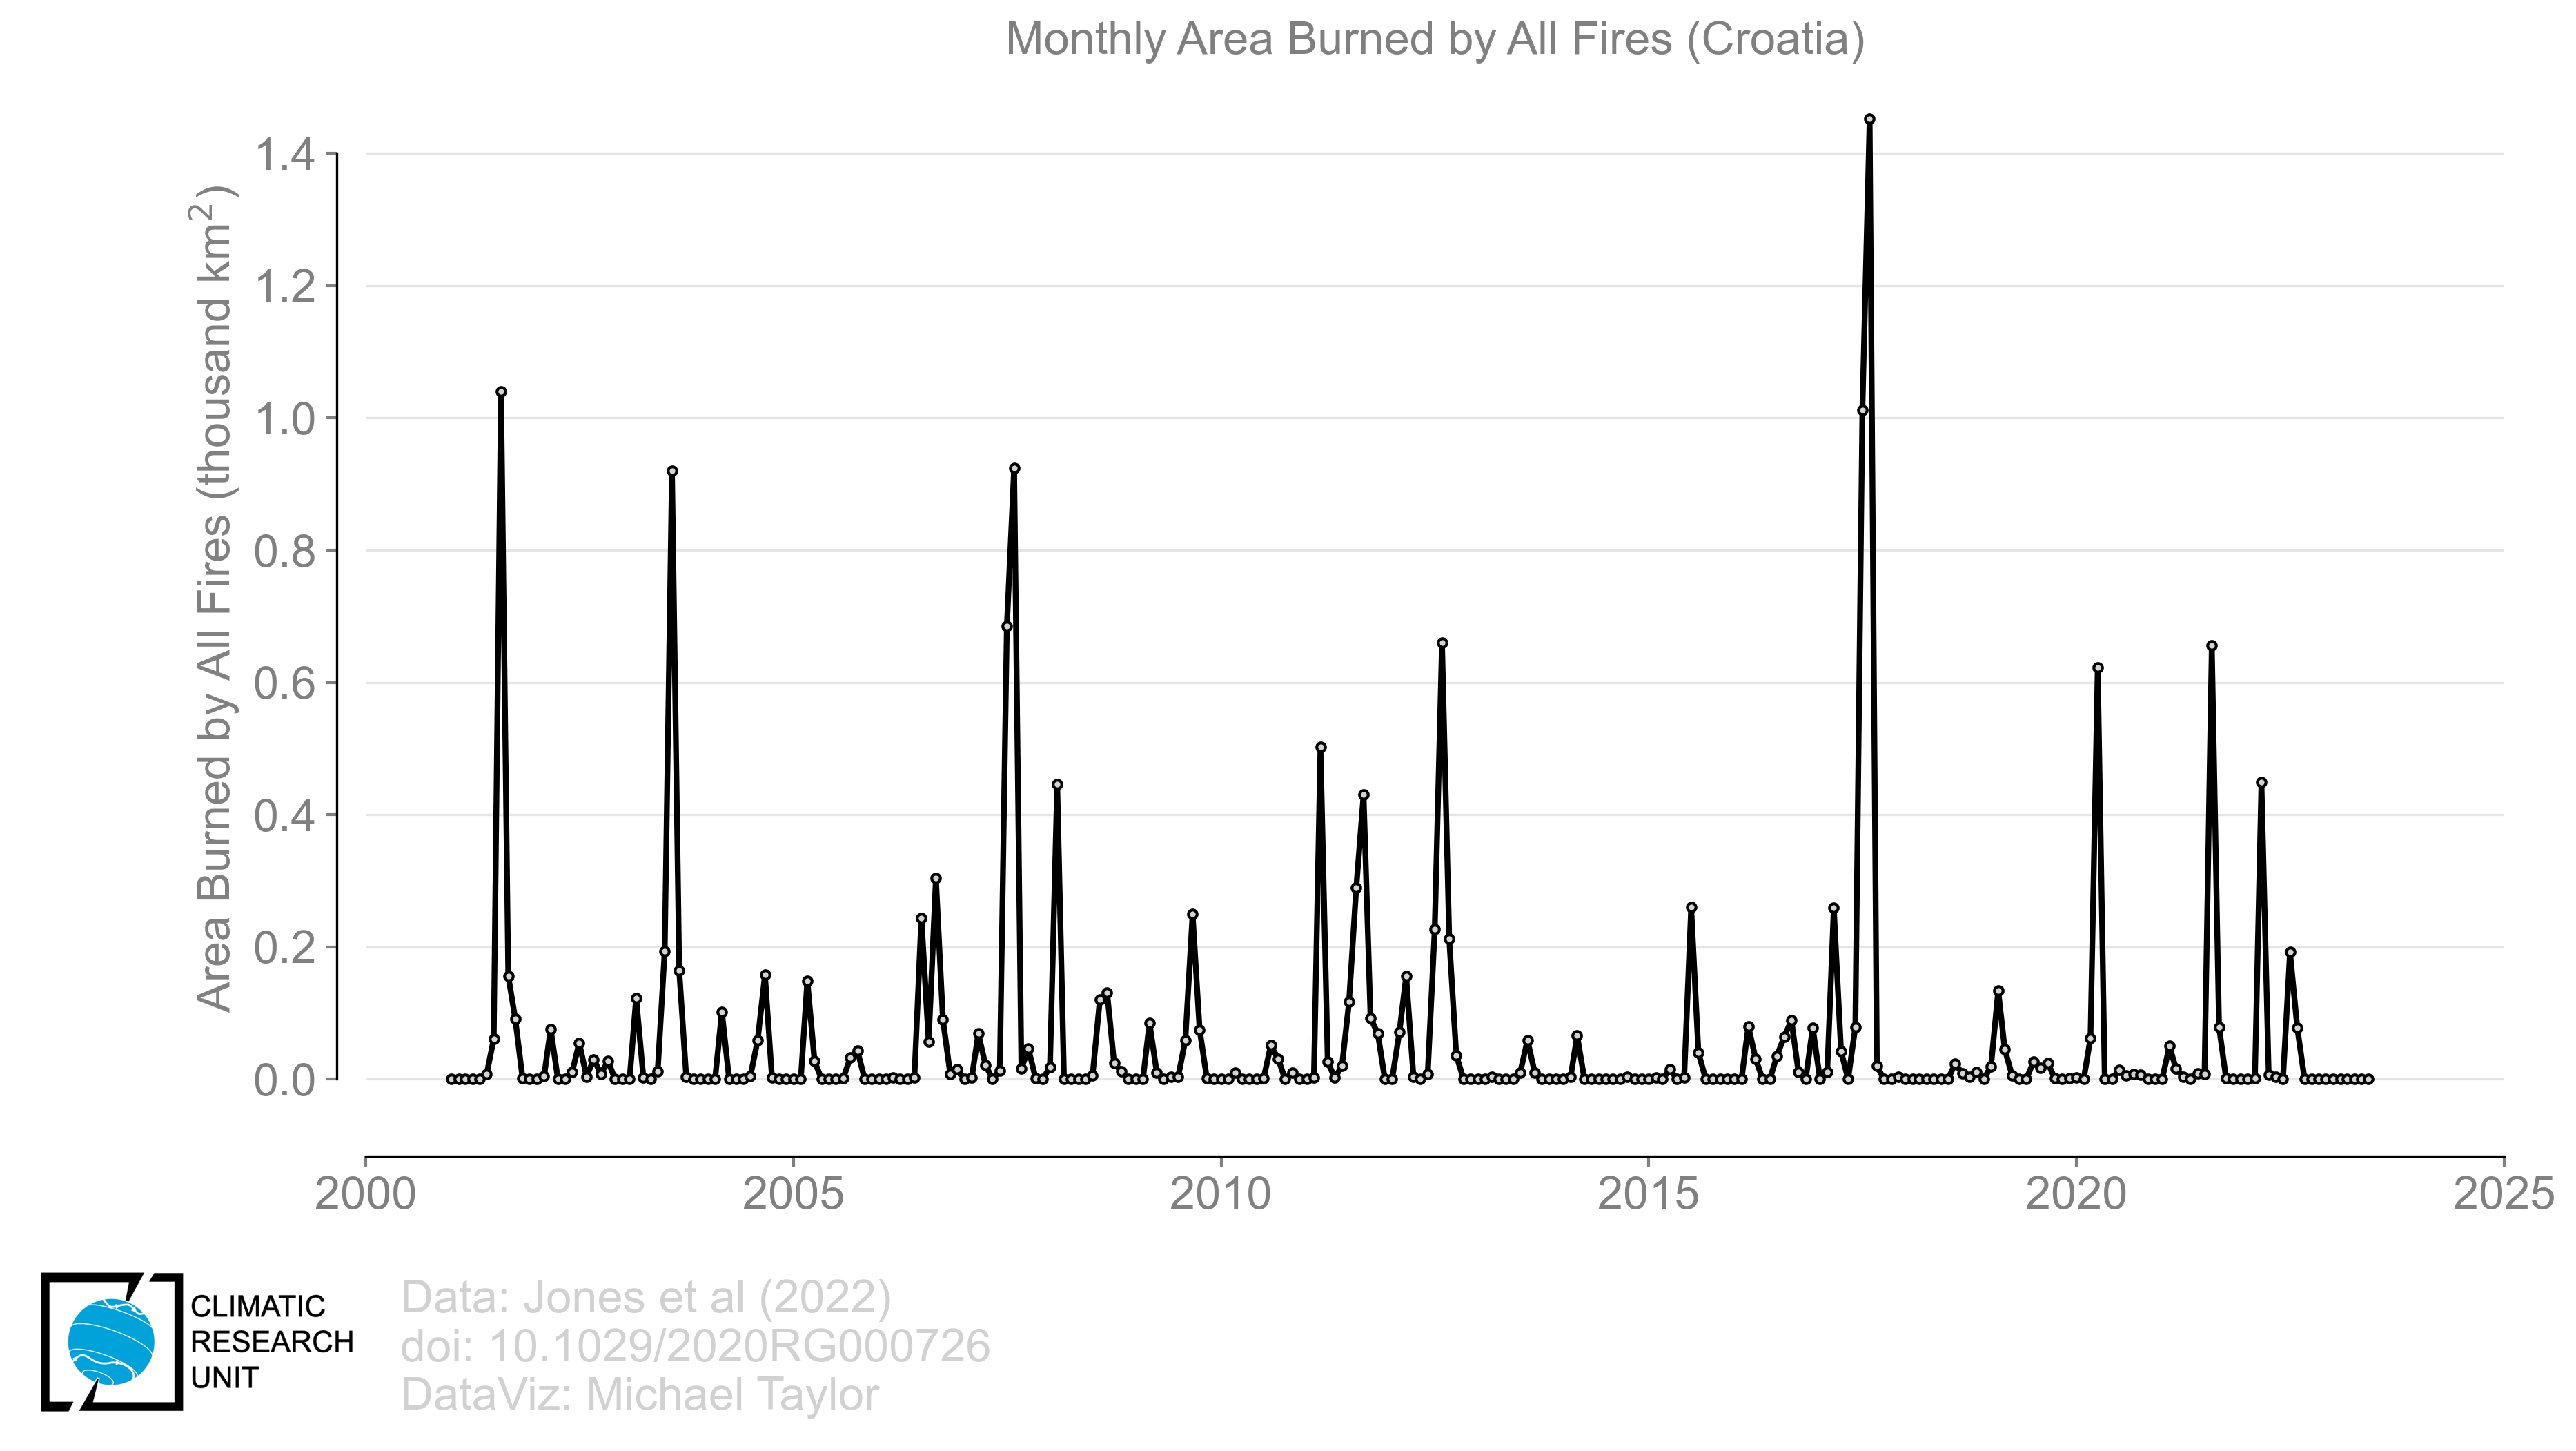 Monthly Area Burned by All Fires (Croatia)
Area Burned by All Fires (thousand km²)
1.4
1.2
1.0
0.8
0.6
0.4
0.2
0.0
2000 2005 2010 2015 2020 2025
CLIMATIC
RESEARCH
UNIT
Data: Jones et al (2022)
doi: 10.1029/2020RG000726
DataViz: Michael Taylor